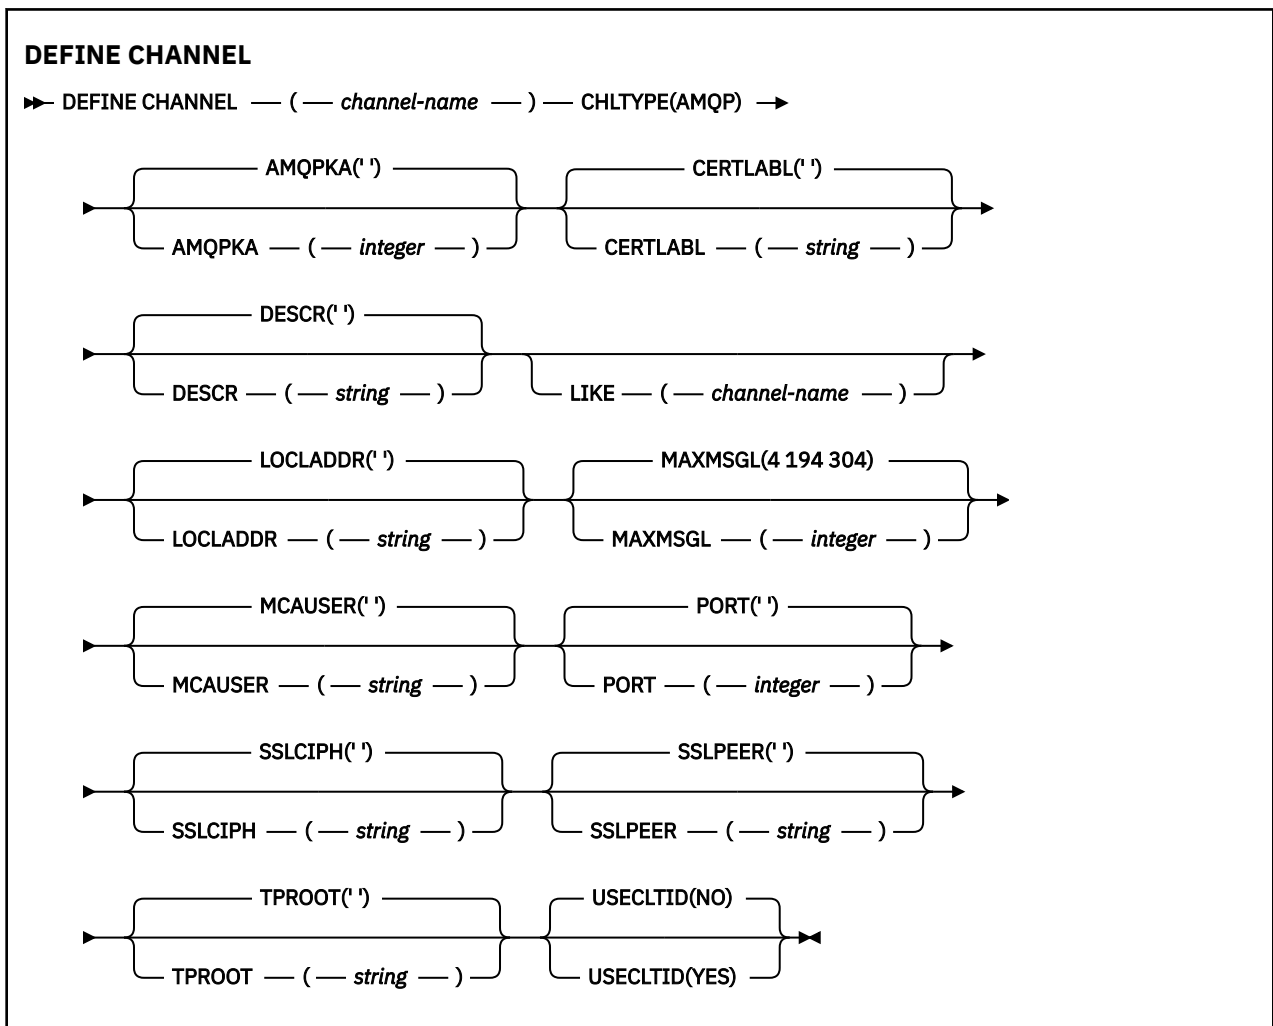 DEFINE CHANNEL
DEFINE CHANNEL ( channel-name ) CHLTYPE(AMQP)
AMQPKA(' ') CERTLABL(' ')
AMQPKA ( integer ) CERTLABL ( string )
DESCR(' ')
DESCR ( string ) LIKE ( channel-name )
LOCLADDR(' ') MAXMSGL(4 194 304)
LOCLADDR ( string ) MAXMSGL ( integer )
MCAUSER(' ') PORT(' ')
MCAUSER ( string ) PORT ( integer )
SSLCIPH(' ') SSLPEER(' ')
SSLCIPH ( string ) SSLPEER ( string )
TPROOT(' ') USECLTID(NO)
TPROOT ( string ) USECLTID(YES)